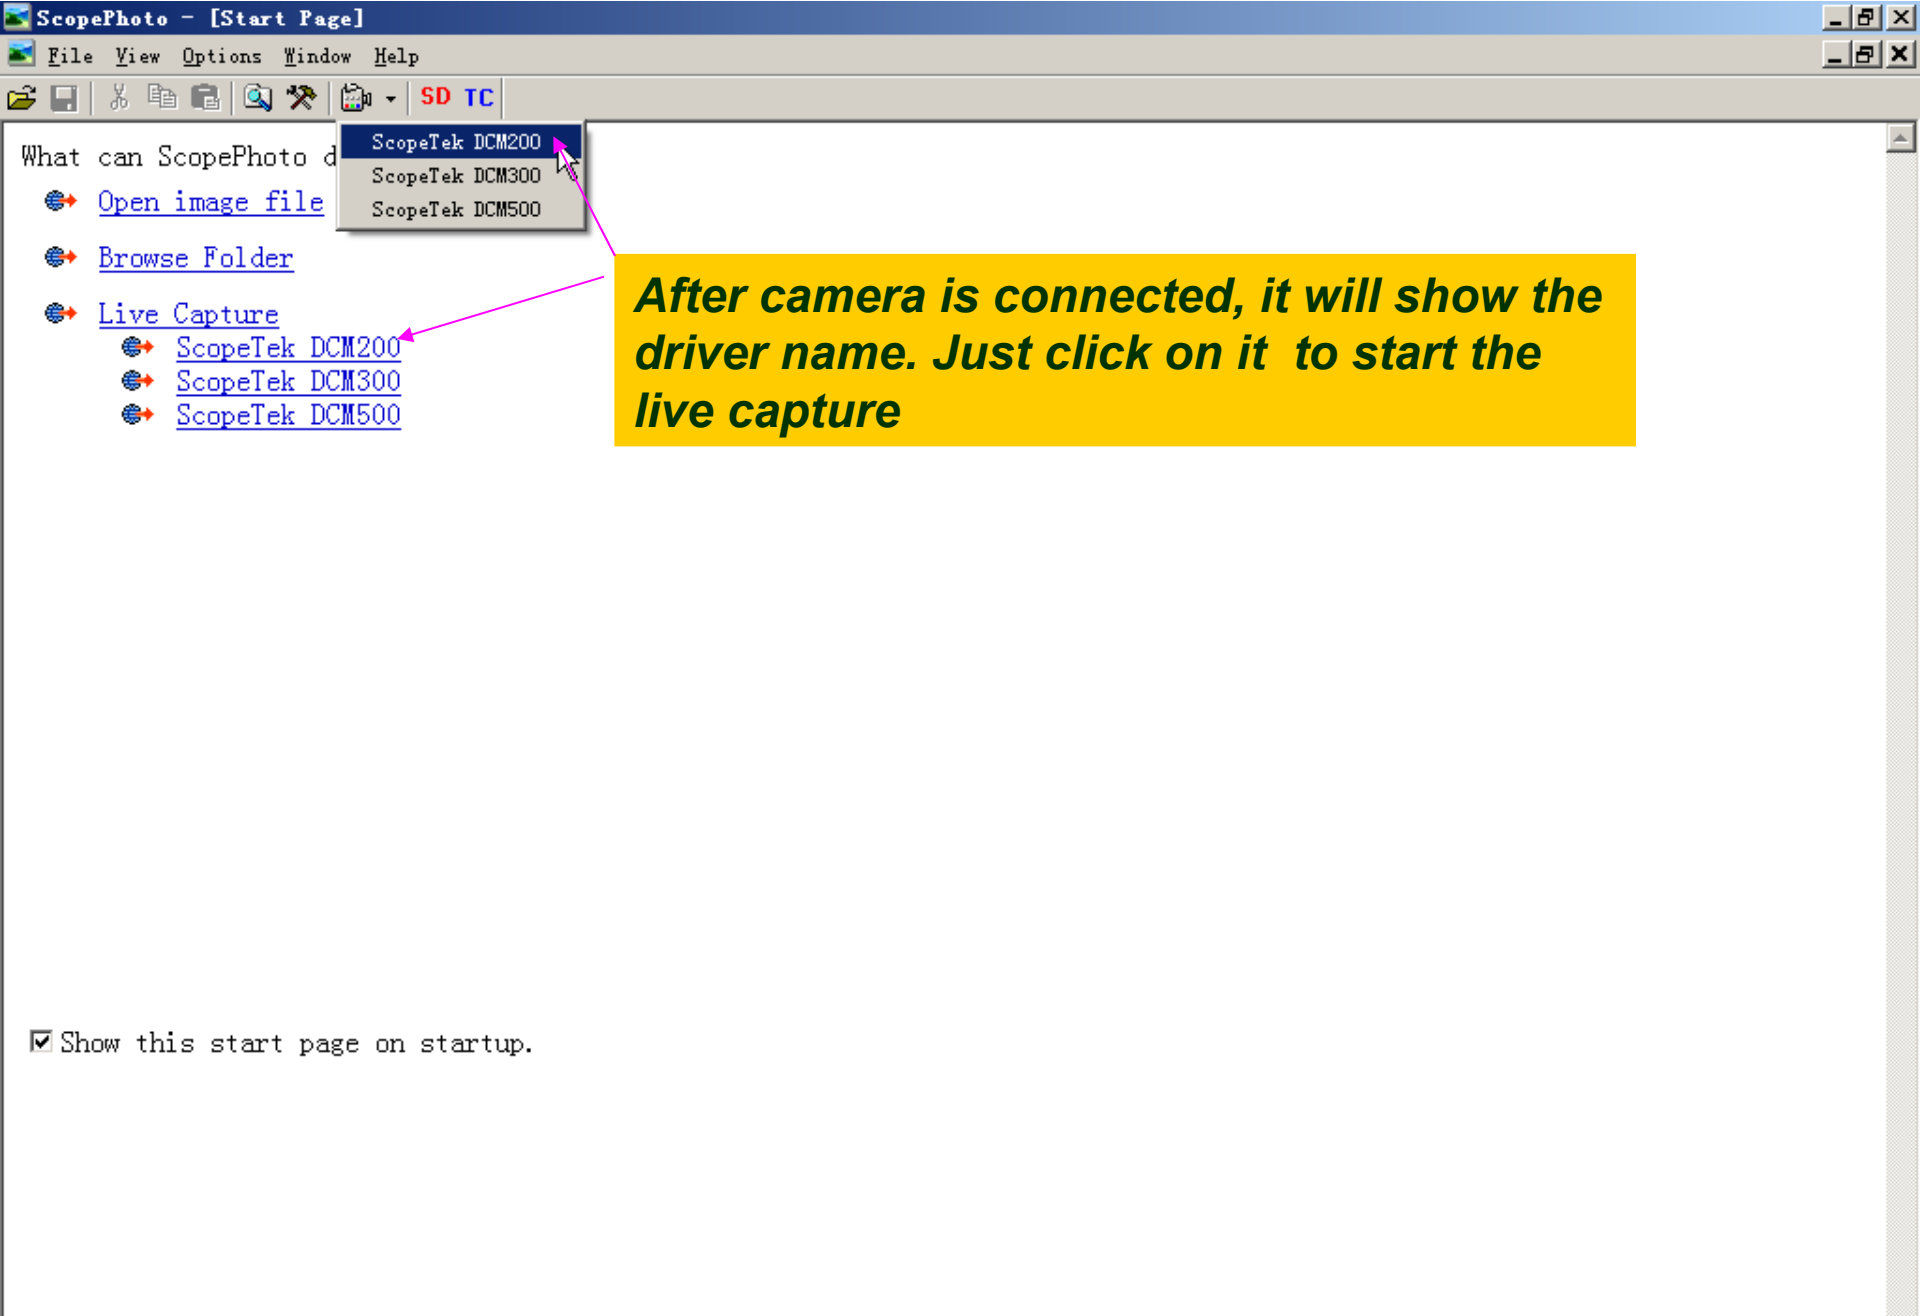 ScopePhoto - [Start Page]
File View Options Window Help
SD TC
ScopeTek DCM200
ScopeTek DCM300
ScopeTek DCM500
What can ScopePhoto d
Open image file
Browse Folder
Live Capture
ScopeTek DCM200
ScopeTek DCM300
ScopeTek DCM500
After camera is connected, it will show the
driver name. Just click on it to start the
live capture
Show this start page on startup.